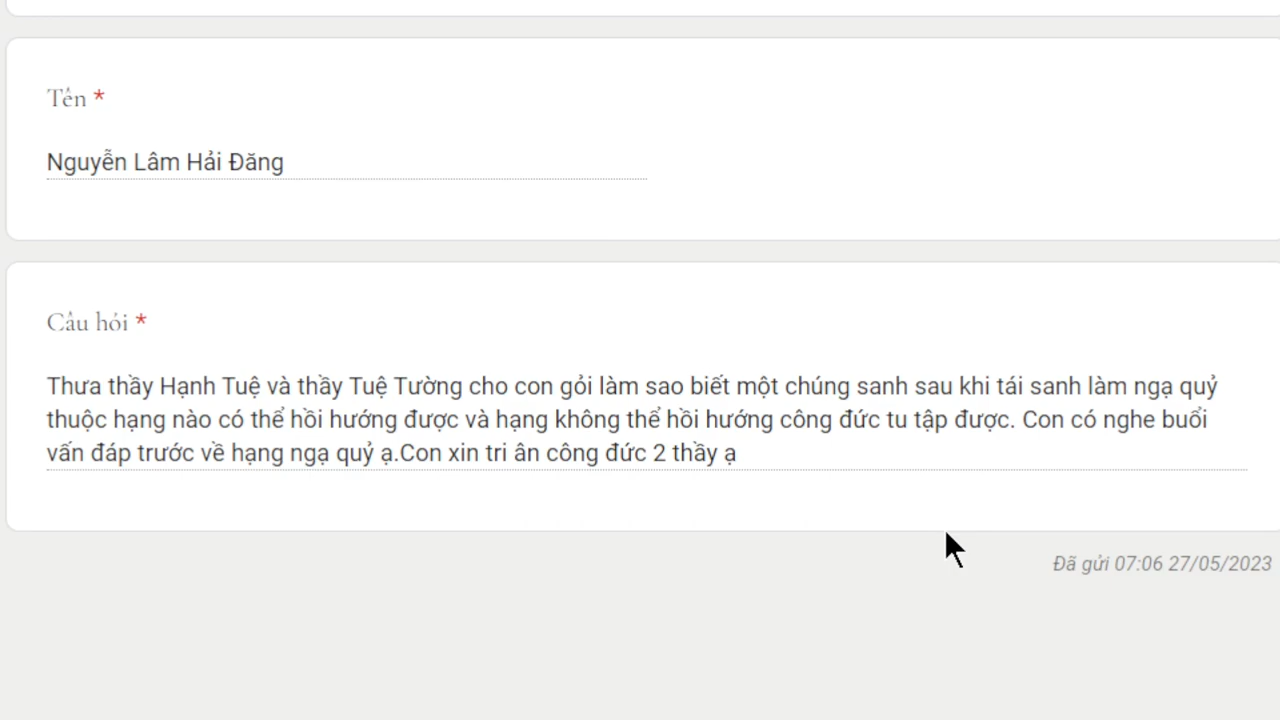 Tên *
Nguyễn Lâm Hải Đăng
Câu hỏi *
Thưa thầy Hạnh Tuệ và thầy Tuệ Tường cho con gỏi làm sao biết một chúng sanh sau khi tái sanh làm ngạ quỷ
thuộc hạng nào có thể hồi hướng được và hạng không thể hồi hướng công đức tu tập được. Con có nghe buổi
vấn đáp trước về hạng ngạ quỷ ạ.Con xin tri ân công đức 2 thầy ạ
Đã gửi 07:06 27/05/2023